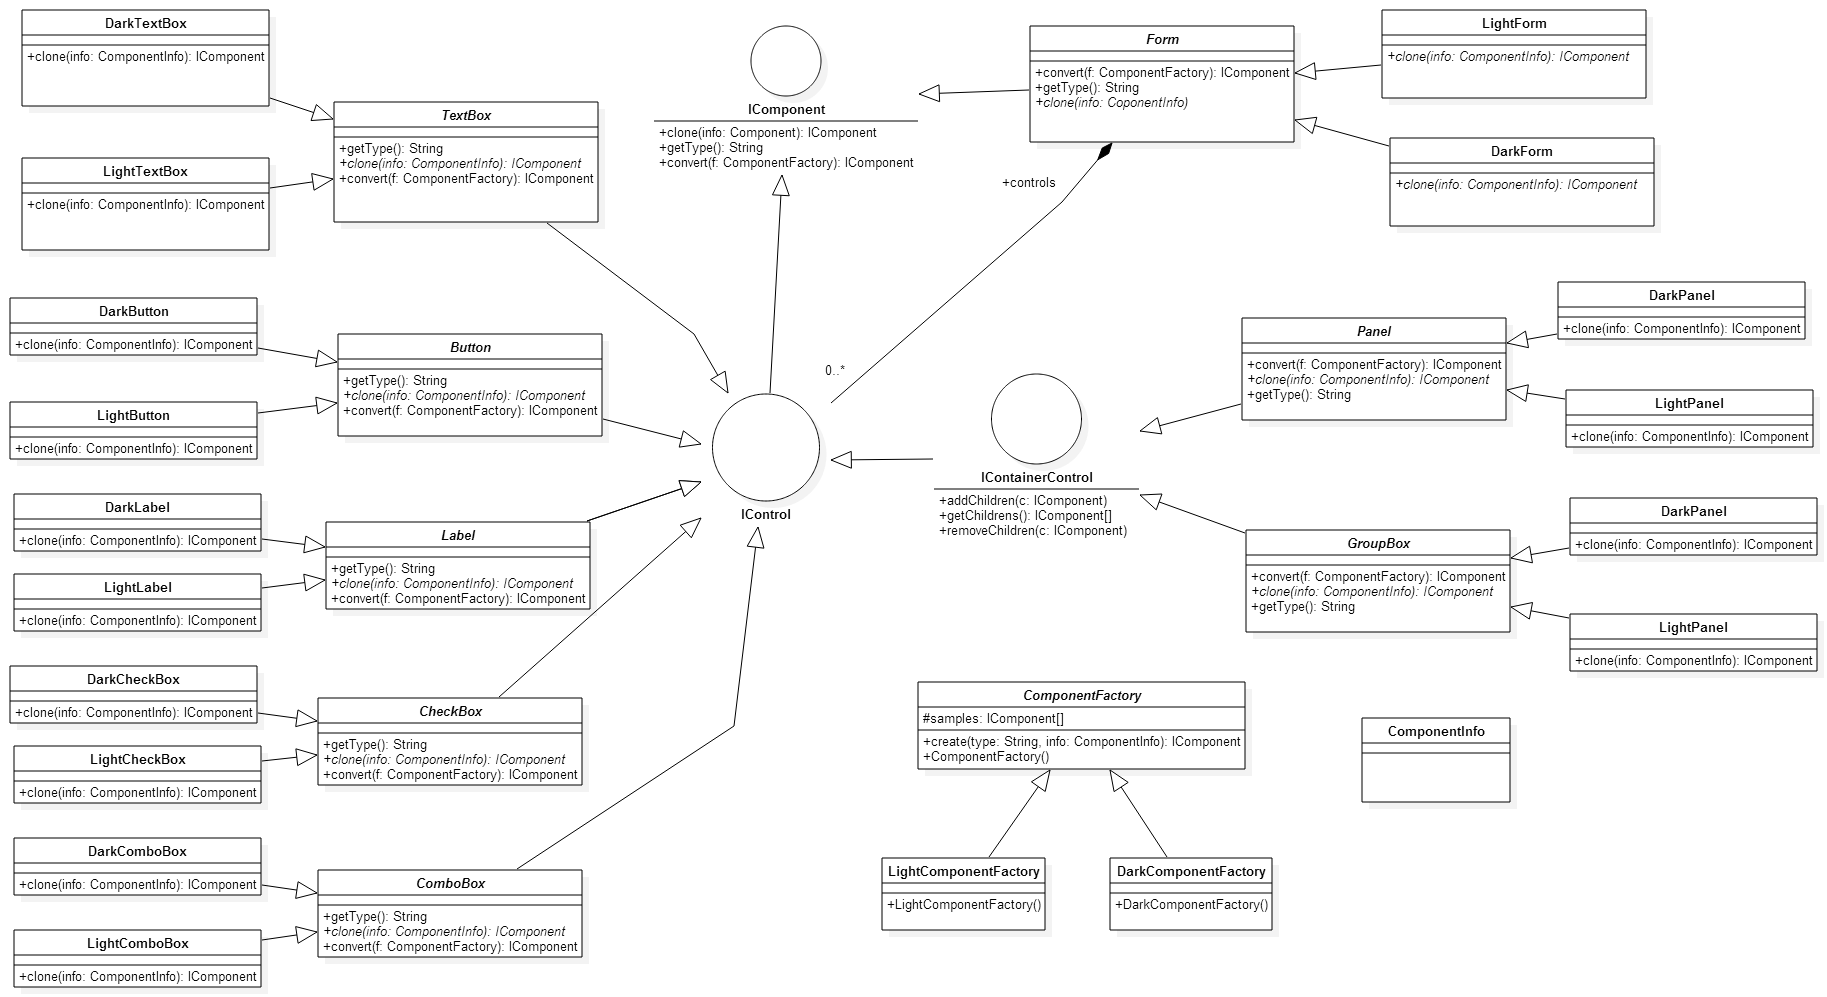 DarkTextBox
+clone(info: ComponentInfo): IComponent
LightTextBox
+clone(info: ComponentInfo): IComponent
TextBox
+getType(): String
+clone(info: ComponentInfo): IComponent
+convert(f: ComponentFactory): IComponent
DarkButton
+clone(info: ComponentInfo): IComponent
LightButton
+clone(info: ComponentInfo): IComponent
Button
+getType(): String
+clone(info: ComponentInfo): IComponent
+convert(f: ComponentFactory): IComponent
DarkLabel
+clone(info: ComponentInfo): IComponent
LightLabel
+clone(info: ComponentInfo): IComponent
Label
+getType(): String
+clone(info: ComponentInfo): IComponent
+convert(f: ComponentFactory): IComponent
DarkCheckBox
+clone(info: ComponentInfo): IComponent
LightCheckBox
+clone(info: ComponentInfo): IComponent
CheckBox
+getType(): String
+clone(info: ComponentInfo): IComponent
+convert(f: ComponentFactory): IComponent
DarkComboBox
+clone(info: ComponentInfo): IComponent
LightComboBox
+clone(info: ComponentInfo): IComponent
ComboBox
+getType(): String
+clone(info: ComponentInfo): IComponent
+convert(f: ComponentFactory): IComponent
IComponent
+clone(info: Component): IComponent
+getType(): String
+convert(f: ComponentFactory): IComponent
IControl
Form
+convert(f: ComponentFactory): IComponent
+getType(): String
+clone(info: CoponentInfo)
+controls
0..*
LightForm
+clone(info: ComponentInfo): IComponent
DarkForm
+clone(info: ComponentInfo): IComponent
IContainerControl
+addChildren(c: IComponent)
+getChildrens(): IComponent[]
+removeChildren(c: IComponent)
Panel
+convert(f: ComponentFactory): IComponent
+clone(info: ComponentInfo): IComponent
+getType(): String
DarkPanel
+clone(info: ComponentInfo): IComponent
LightPanel
+clone(info: ComponentInfo): IComponent
GroupBox
+convert(f: ComponentFactory): IComponent
+clone(info: ComponentInfo): IComponent
+getType(): String
DarkPanel
+clone(info: ComponentInfo): IComponent
LightPanel
+clone(info: ComponentInfo): IComponent
ComponentFactory
#samples: IComponent[]
+create(type: String, info: ComponentInfo): IComponent
+ComponentFactory()
LightComponentFactory
+LightComponentFactory()
DarkComponentFactory
+DarkComponentFactory()
ComponentInfo